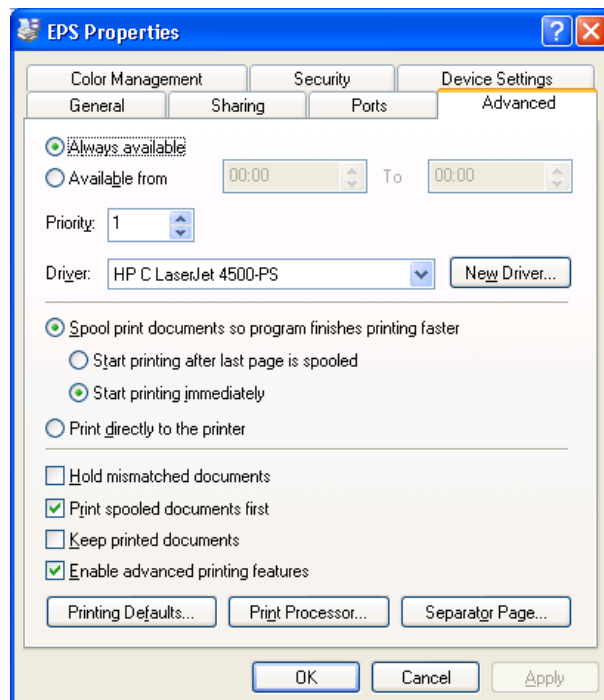 EPS Properties
Color Management Security Device Settings
General Sharing Ports Advanced
Always available
Available from 00:00 To 00:00
Priority: 1
Driver: HP C LaserJet 4500-PS New Driver...
Spool print documents so program finishes printing faster
Start printing after last page is spooled
Start printing immediately
Print directly to the printer
Hold mismatched documents
Print spooled documents first
Keep printed documents
Enable advanced printing features
Printing Defaults... Print Processor... Separator Page...
OK Cancel Apply